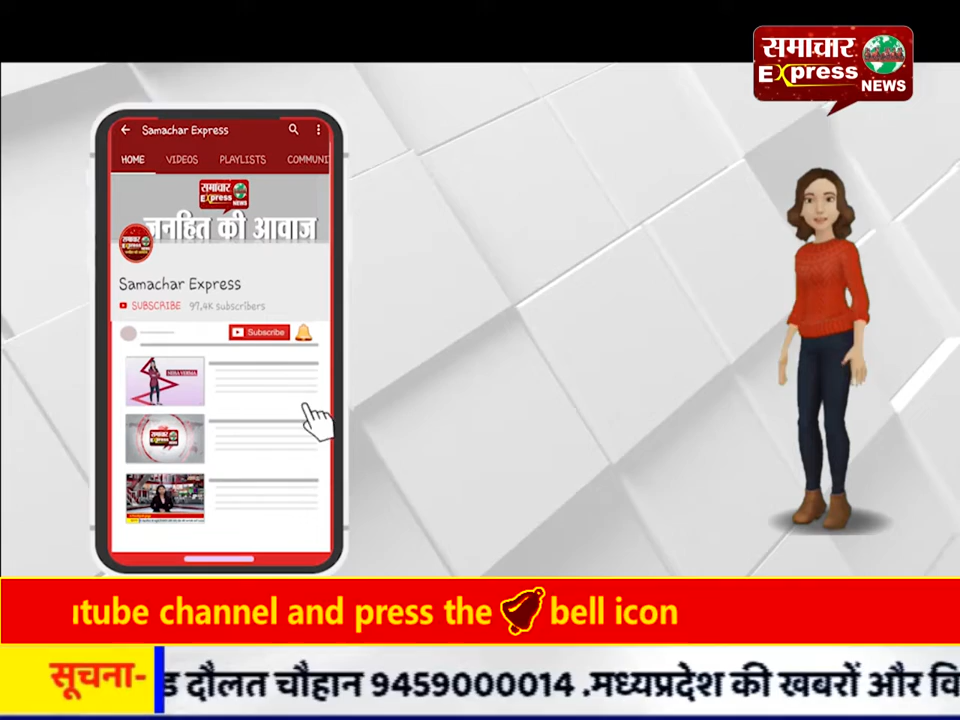 समाचार
Express
NEWS
Samachar Express
HOME VIDEOS PLAYLISTS COMMUNI
समाचार
Express
NEWS
जनहित की आवाज
Samachar Express
SUBSCRIBE 97.4K subscribers
Subscribe
utube channel and press the bell icon
सूचना- ड दौलत चौहान 9459000014 .मध्यप्रदेश की खबरों और वि